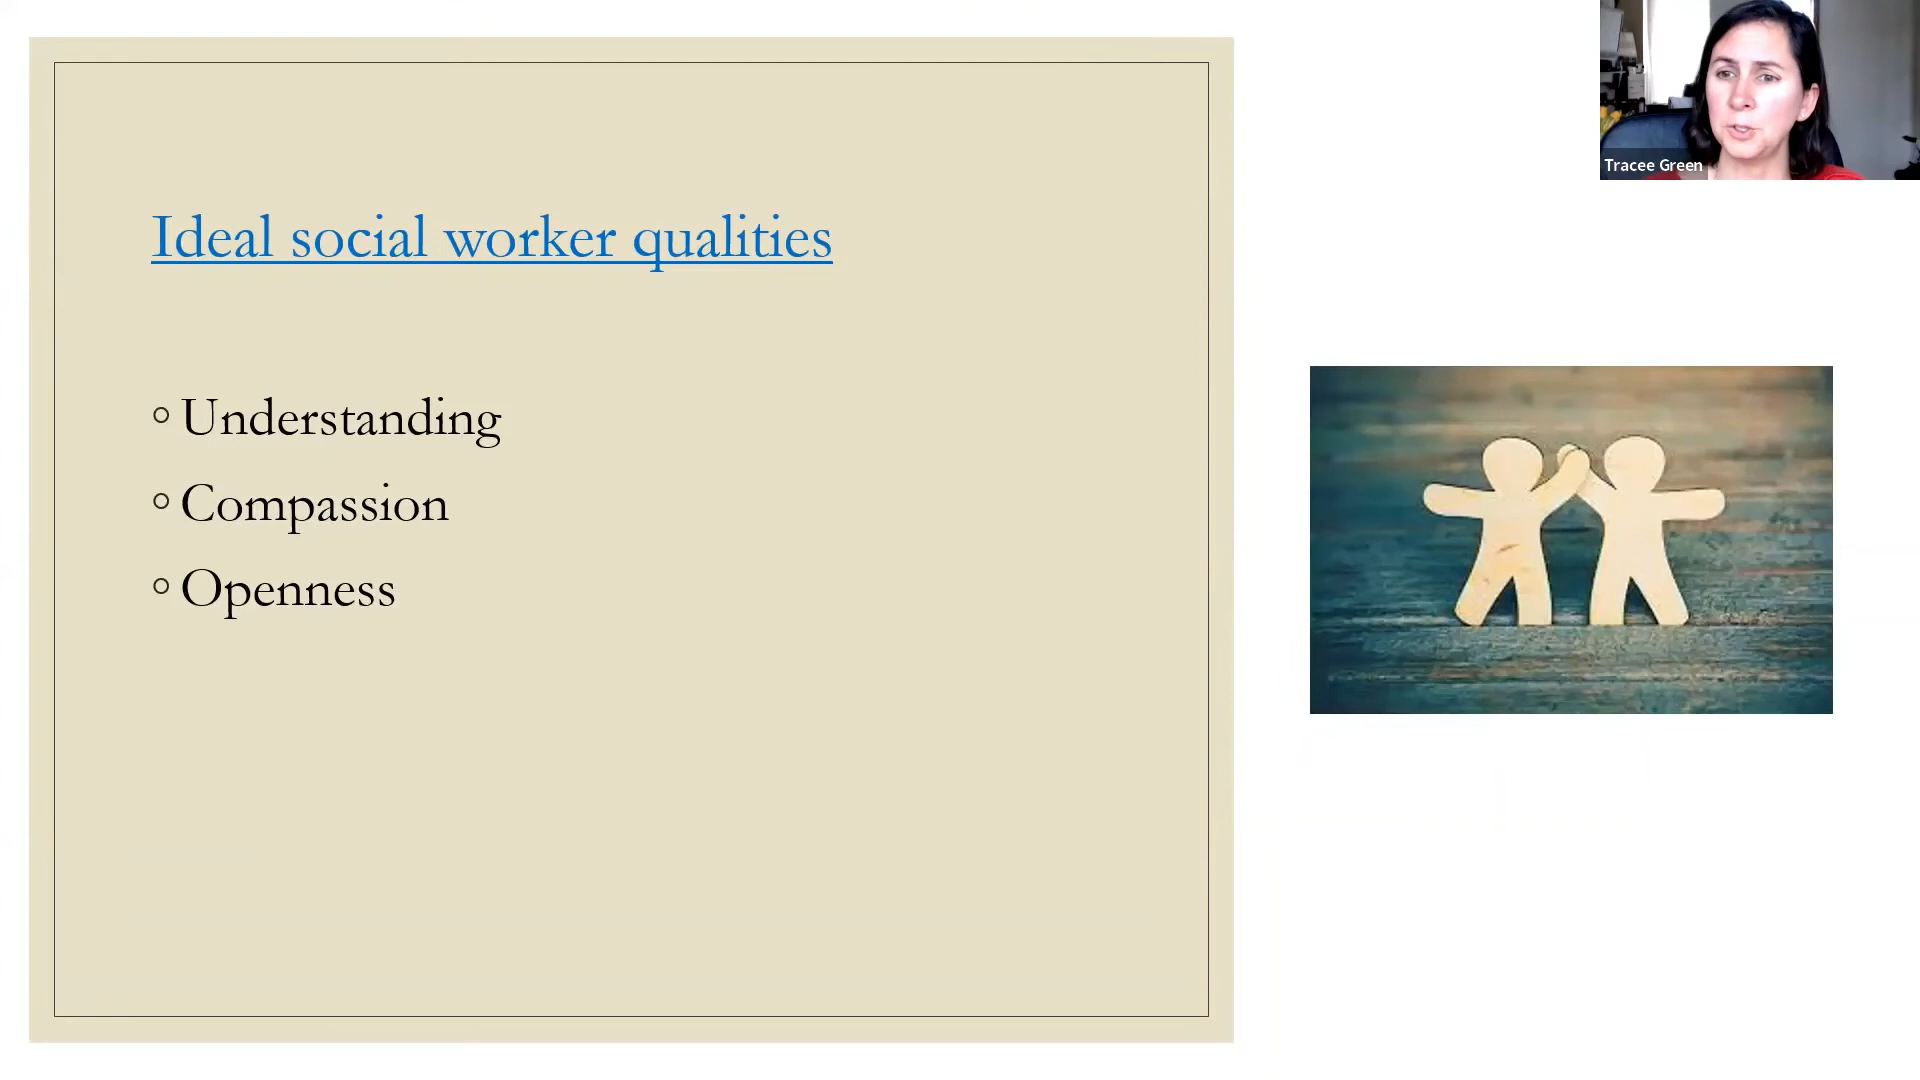 Ideal social worker qualities
Understanding
Compassion
Openness
Tracee Green